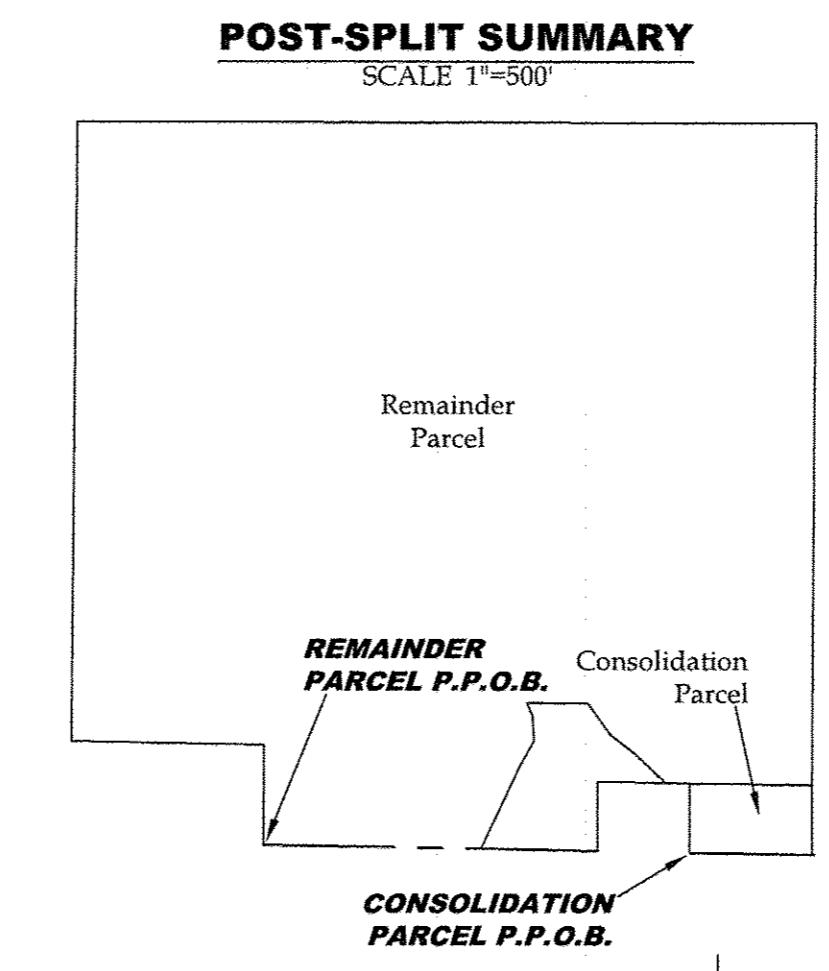 POST-SPLIT SUMMARY
SCALE 1"=500'
Remainder
Parcel
REMAINDER
PARCEL P.P.O.B.
Consolidation
Parcel
CONSOLIDATION
PARCEL P.P.O.B.